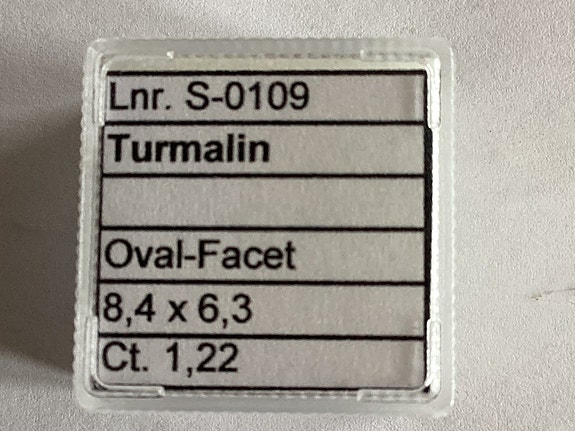 Lnr. S-0109
Turmalin
Oval-Facet
8,4 x 6,3
Ct. 1,22